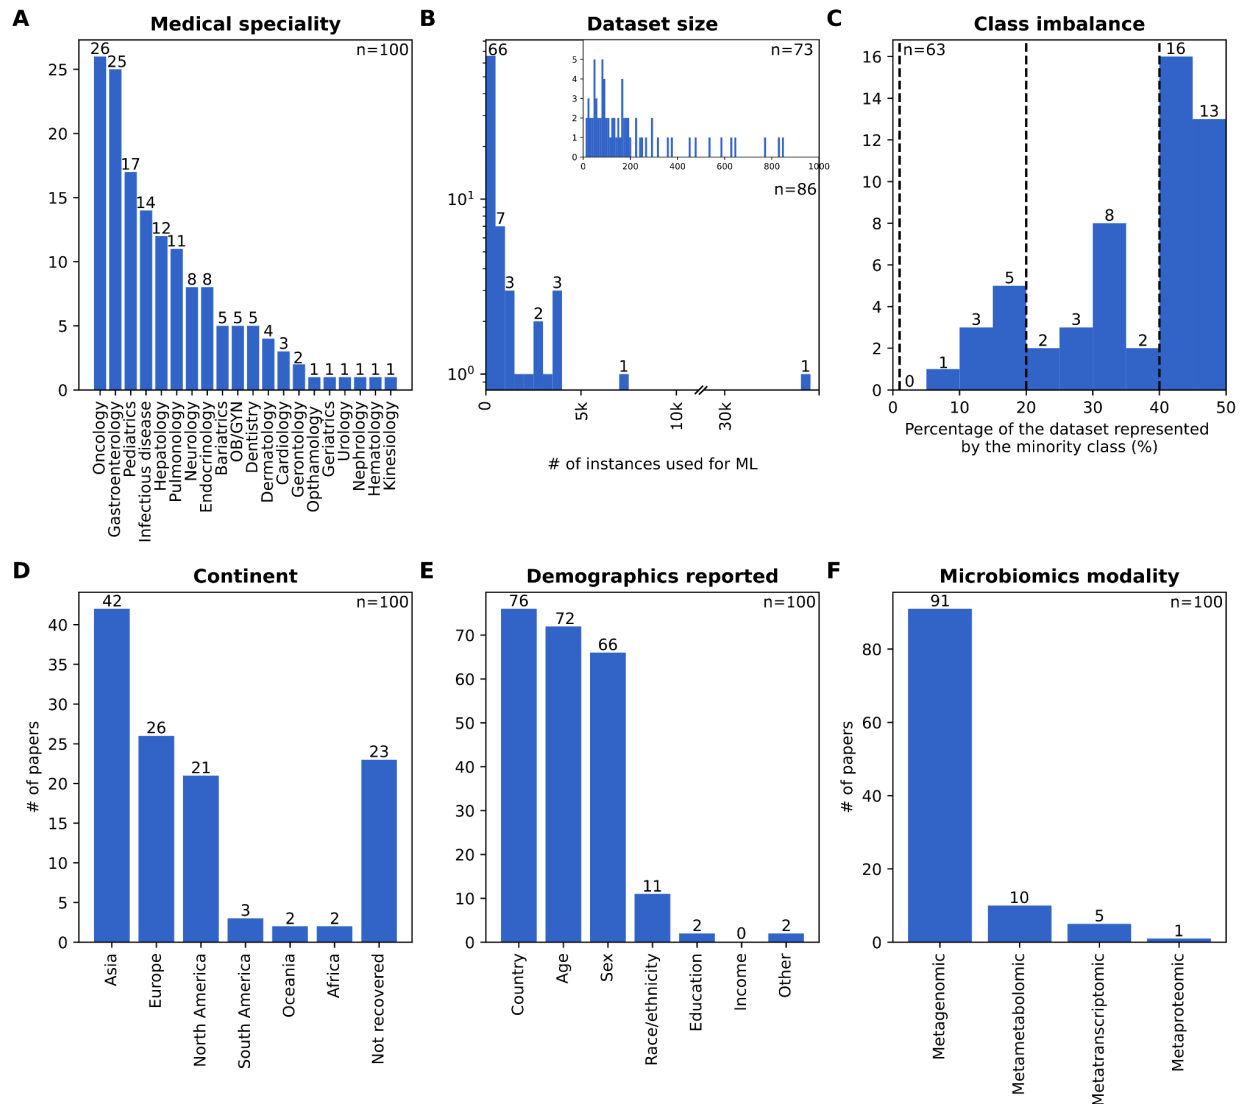 A
Medical speciality
n=100
26
25
17
14
12
11
8
8
5
5
5
4
3
2
1
1
1
1
1
1
25
20
15
10
5
0
Oncology
Gastroenterology
Pediatrics
Infectious disease
Hepatology
Pulmonology
Neurology
Endocrinology
Bariatrics
OB/GYN
Dentistry
Dermatology
Cardiology
Gerontology
Opthamology
Geriatrics
Urology
Nephrology
Hematology
Kinesiology
B
Dataset size
66
n=73
5
4
3
2
1
0
0
200
400
600
800
1000
n=86
10¹
10⁰
7
3
2
3
1
1
0
5k
10k
30k
# of instances used for ML
C
Class imbalance
n=63
16
14
12
10
8
6
4
2
0
0
1
3
5
2
3
8
2
16
13
0
10
20
30
40
50
Percentage of the dataset represented
by the minority class (%)
D
Continent
n=100
# of papers
40
35
30
25
20
15
10
5
0
42
26
21
3
2
2
23
Asia
Europe
North America
South America
Oceania
Africa
Not recovered
E
Demographics reported
n=100
70
60
50
40
30
20
10
0
76
72
66
11
2
0
2
Country
Age
Sex
Race/ethnicity
Education
Income
Other
F
Microbiomics modality
n=100
# of papers
80
60
40
20
0
91
10
5
1
Metagenomic
Metametabolomic
Metatranscriptomic
Metaproteomic